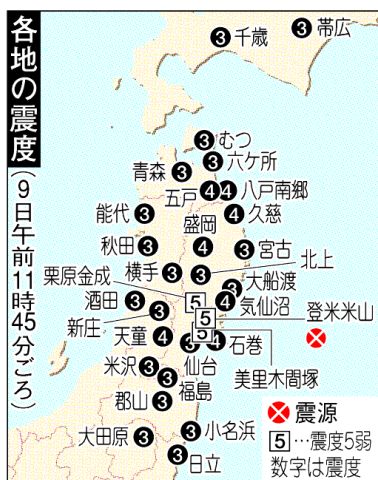 各地の震度
(9日午前11時45分ごろ)
3 千歳
3 帯広
3 むつ
3 六ケ所
青森 3
五戸 4
4 八戸南郷
能代 3
盛岡 4
4 久慈
秋田 3
3 宮古
横手 3
3 北上
栗原金成 5
3 大船渡
酒田 3
新庄 3
4 気仙沼
5 登米米山
天童 4
3 仙台
4 石巻
5 美里木間塚
米沢 3
3 福島
郡山 3
大田原 3
3 小名浜
3 日立
震源
5…震度5弱
数字は震度